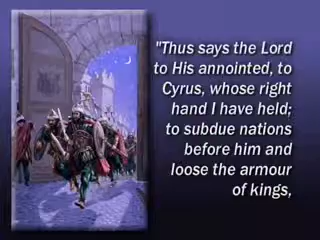 "Thus says the Lord
to His annointed, to
Cyrus, whose right
hand I have held;
to subdue nations
before him and
loose the armour
of kings,